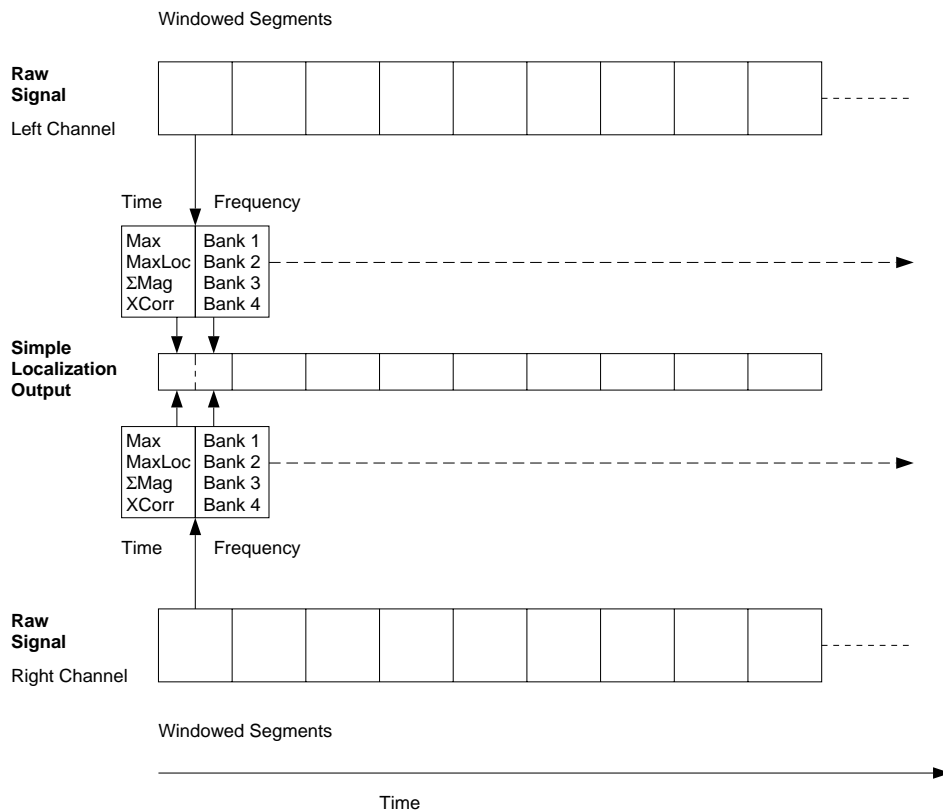 Windowed Segments
Raw
Signal
Left Channel
Time Frequency
Max Bank 1
MaxLoc Bank 2
ΣMag Bank 3
XCorr Bank 4
Simple
Localization
Output
Max Bank 1
MaxLoc Bank 2
ΣMag Bank 3
XCorr Bank 4
Time Frequency
Raw
Signal
Right Channel
Windowed Segments
Time